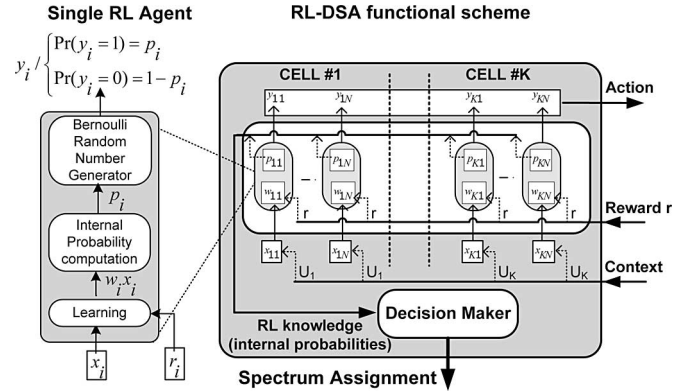 Single RL Agent
y_i / { Pr(y_i = 1) = p_i
Pr(y_i = 0) = 1 − p_i
Bernoulli
Random
Number
Generator
p_i
Internal
Probability
computation
w_i x_i
Learning
x_i
r_i
RL-DSA functional scheme
CELL #1
CELL #K
y_11 y_1N y_K1 y_KN
Action
p_11 p_1N p_K1 p_KN
w_11 w_1N w_K1 w_KN
r r r r
Reward r
x_11 x_1N x_K1 x_KN
U_1 U_1 U_K U_K
Context
RL knowledge
(internal probabilities)
Decision Maker
Spectrum Assignment